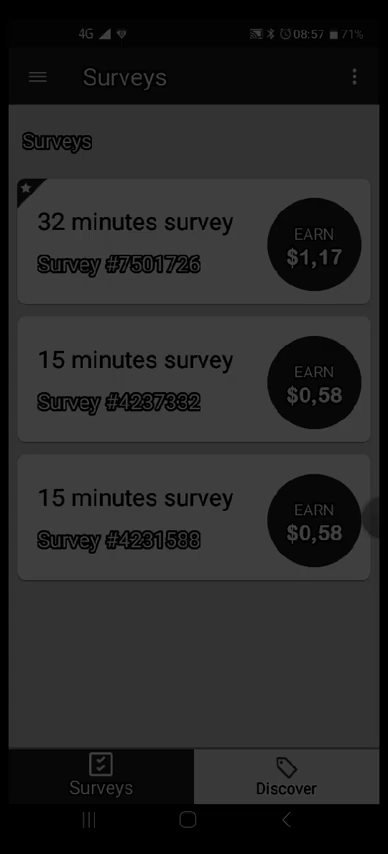 4G 08:57 71%
Surveys
Surveys
32 minutes survey
Survey #7501726
EARN
$1,17
15 minutes survey
Survey #4237332
EARN
$0,58
15 minutes survey
Survey #4231588
EARN
$0,58
Surveys
Discover